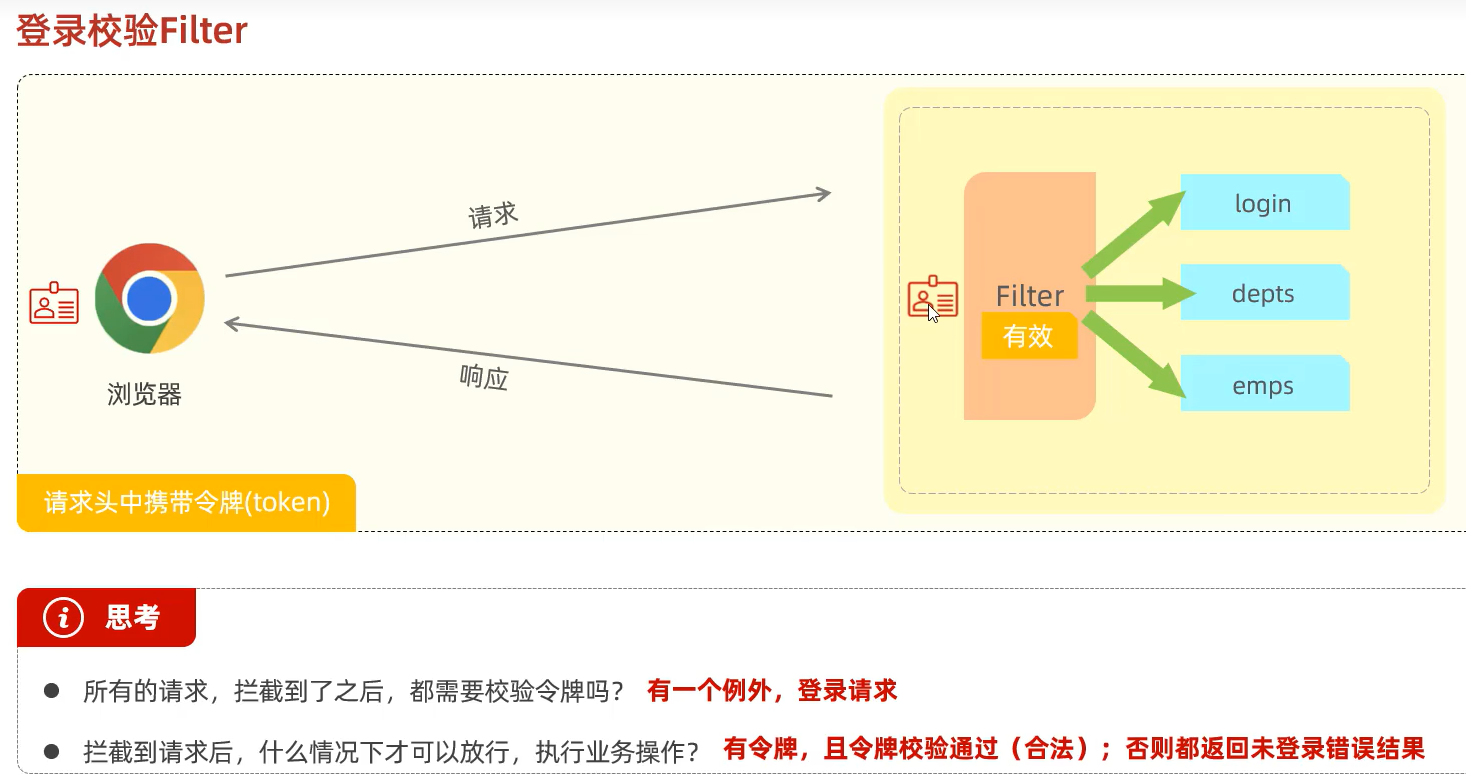 登录校验Filter
请求
login
depts
Filter
有效
emps
响应
浏览器
请求头中携带令牌(token)
思考
所有的请求，拦截到了之后，都需要校验令牌吗？ 有一个例外，登录请求
拦截到请求后，什么情况下才可以放行，执行业务操作？ 有令牌，且令牌校验通过（合法）；否则都返回未登录错误结果